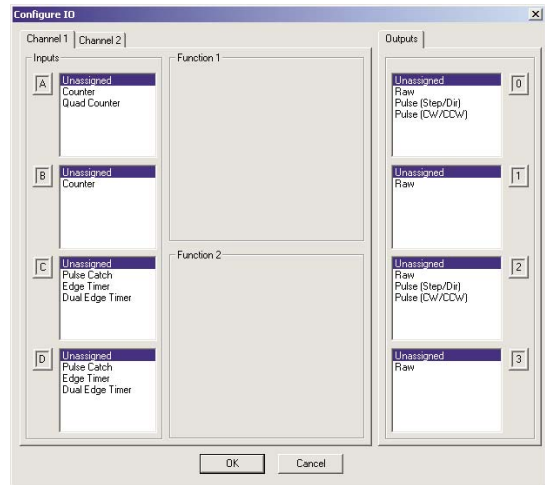 Configure IO
Channel 1
Channel 2
Outputs
Inputs
A
Unassigned
Counter
Quad Counter
B
Unassigned
Counter
C
Unassigned
Pulse Catch
Edge Timer
Dual Edge Timer
D
Unassigned
Pulse Catch
Edge Timer
Dual Edge Timer
Function 1
Function 2
Unassigned
Raw
Pulse (Step/Dir)
Pulse (CW/CCW)
0
Unassigned
Raw
1
Unassigned
Raw
Pulse (Step/Dir)
Pulse (CW/CCW)
2
Unassigned
Raw
3
OK
Cancel